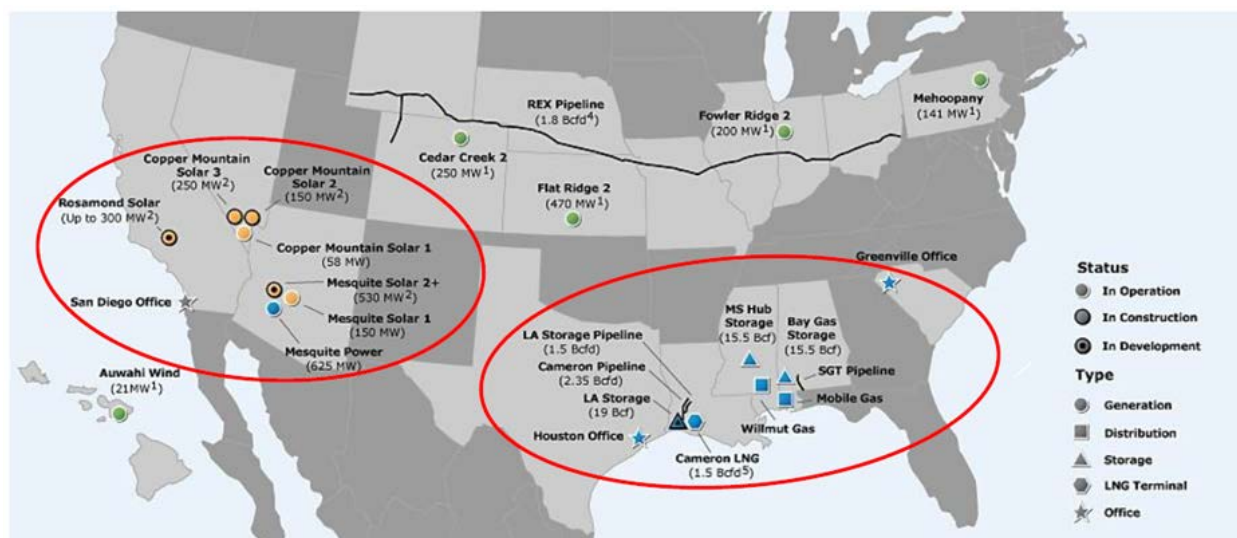 REX Pipeline
(1.8 Bcfd⁴)
Fowler Ridge 2
(200 MW¹)
Mehoopany
(141 MW¹)
Cedar Creek 2
(250 MW¹)
Flat Ridge 2
(470 MW¹)
Copper Mountain
Solar 3
(250 MW²)
Copper Mountain
Solar 2
(150 MW²)
Rosamond Solar
(Up to 300 MW²)
Copper Mountain Solar 1
(58 MW)
Mesquite Solar 2+
(530 MW²)
San Diego Office
Mesquite Solar 1
(150 MW)
Mesquite Power
(625 MW)
Auwahi Wind
(21MW¹)
Greenville Office
MS Hub
Storage
(15.5 Bcf)
Bay Gas
Storage
(15.5 Bcf)
LA Storage Pipeline
(1.5 Bcfd)
Cameron Pipeline
(2.35 Bcfd)
LA Storage
(19 Bcf)
SGT Pipeline
Mobile Gas
Willmut Gas
Houston Office
Cameron LNG
(1.5 Bcfd⁵)
Status
In Operation
In Construction
In Development
Type
Generation
Distribution
Storage
LNG Terminal
Office